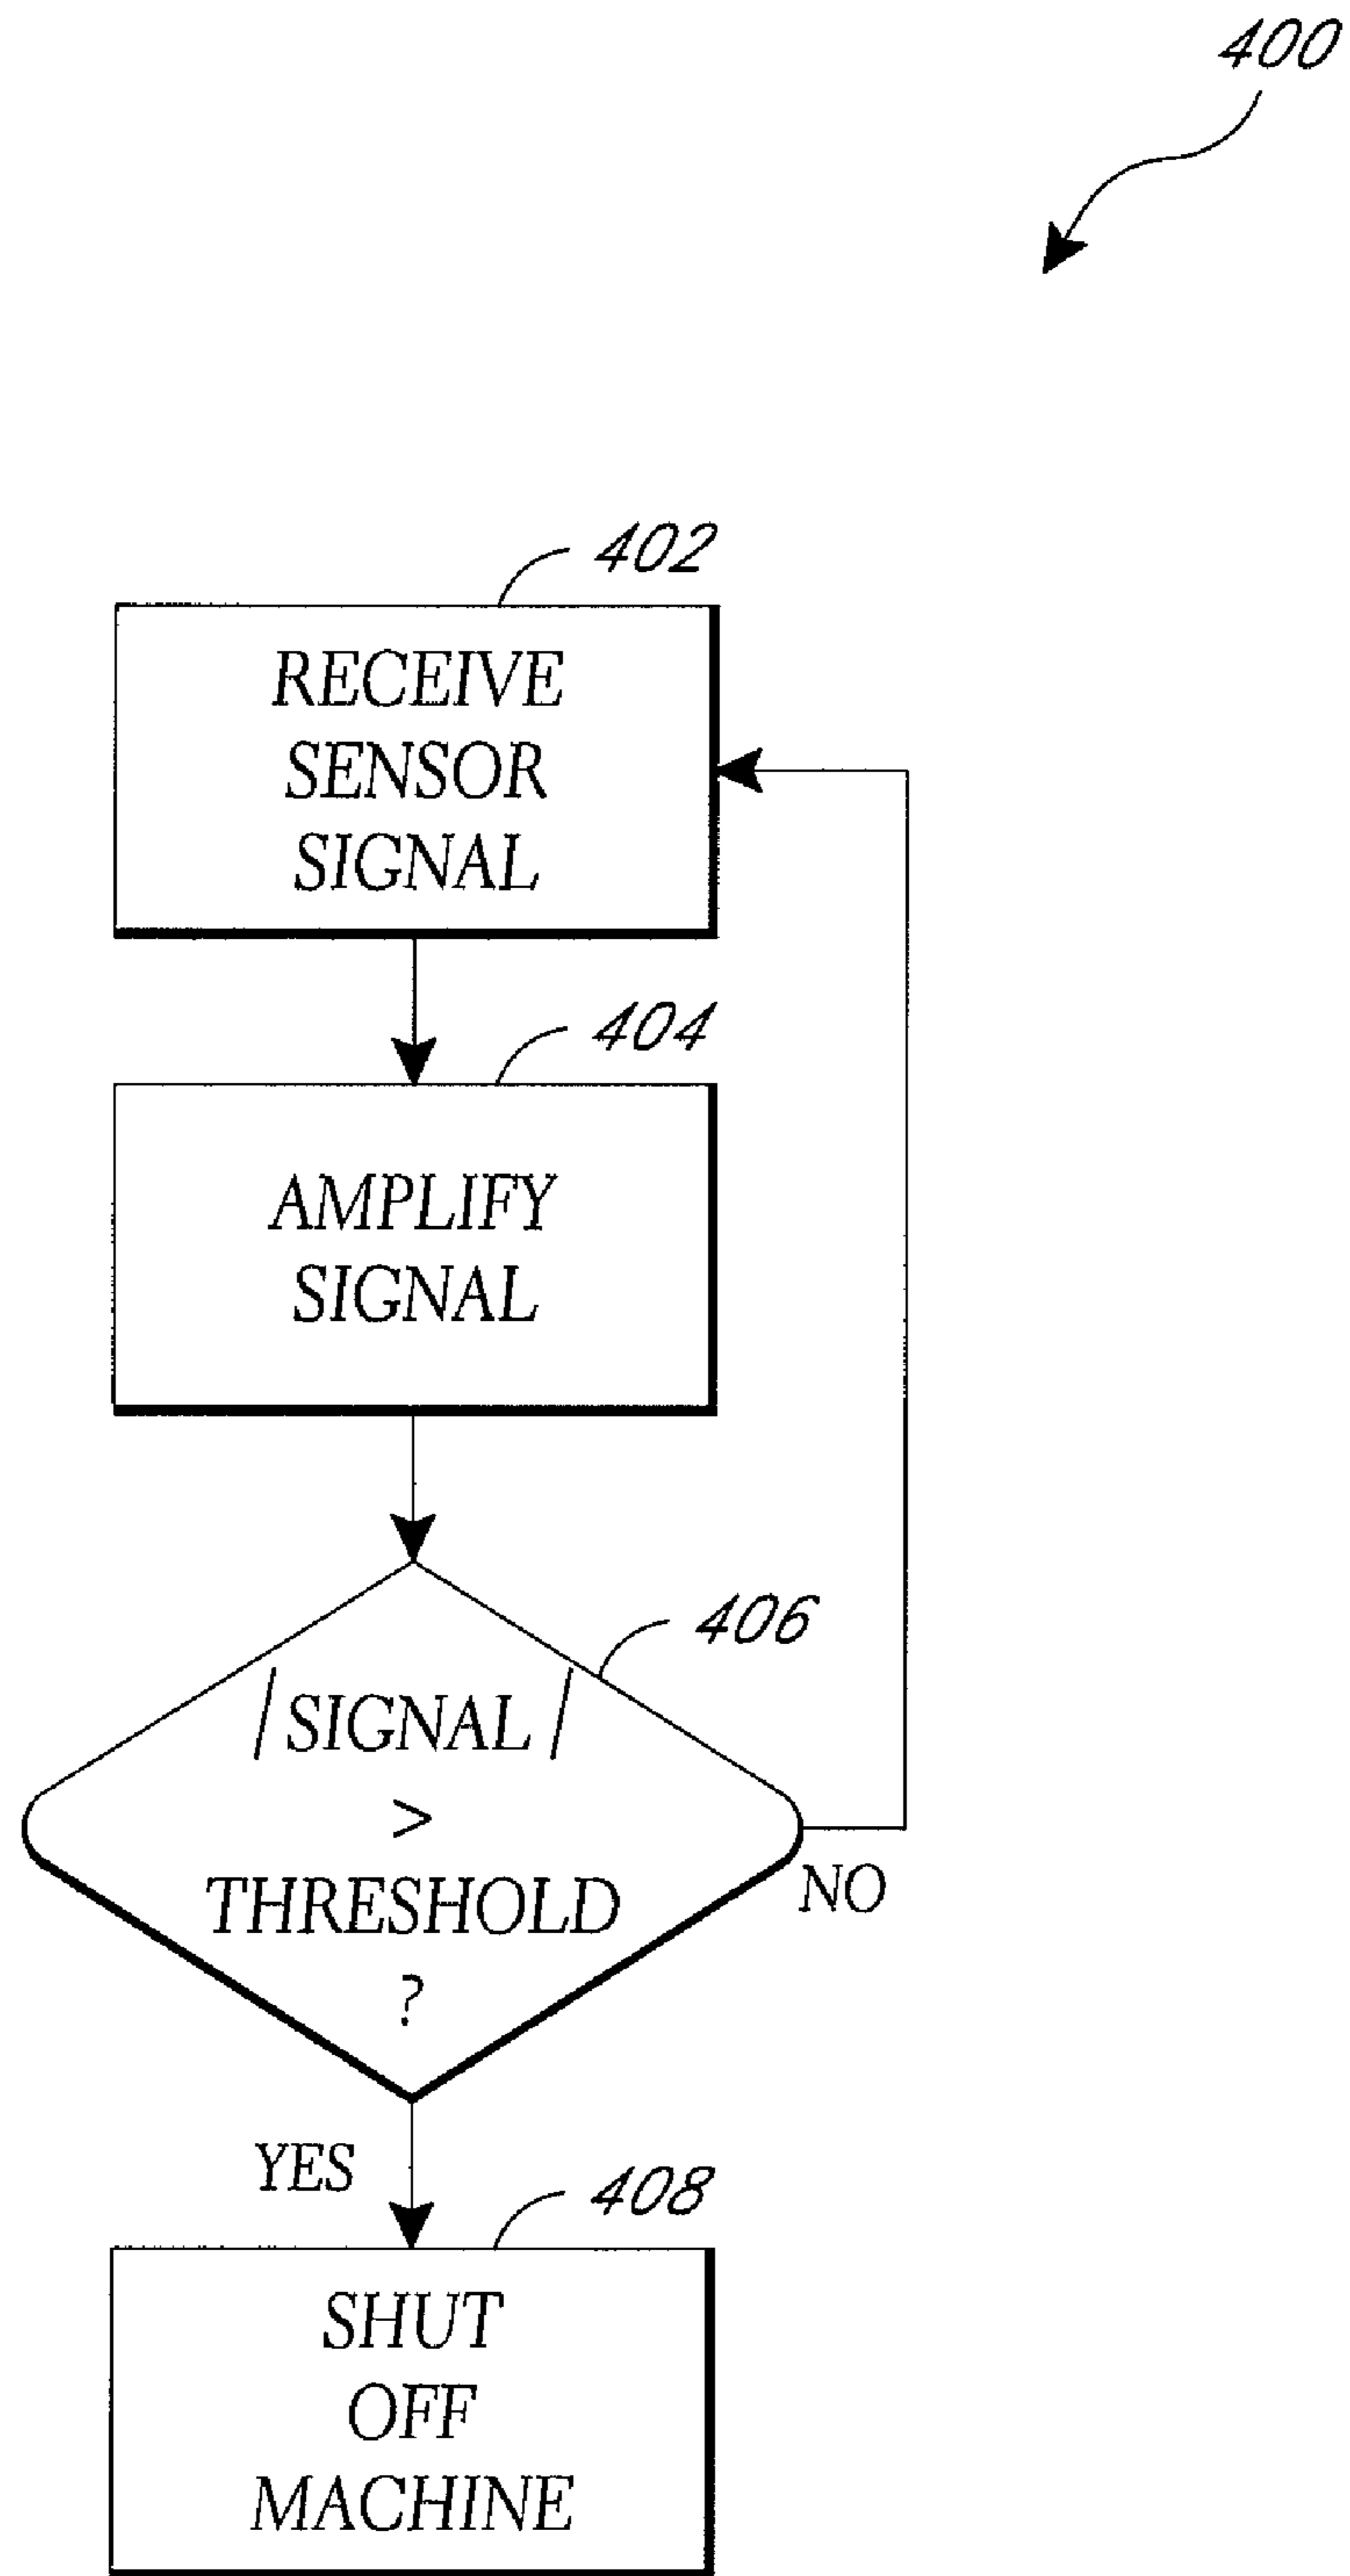 400
402
RECEIVE
SENSOR
SIGNAL
404
AMPLIFY
SIGNAL
406
|SIGNAL|
>
THRESHOLD
?
NO
YES
408
SHUT
OFF
MACHINE